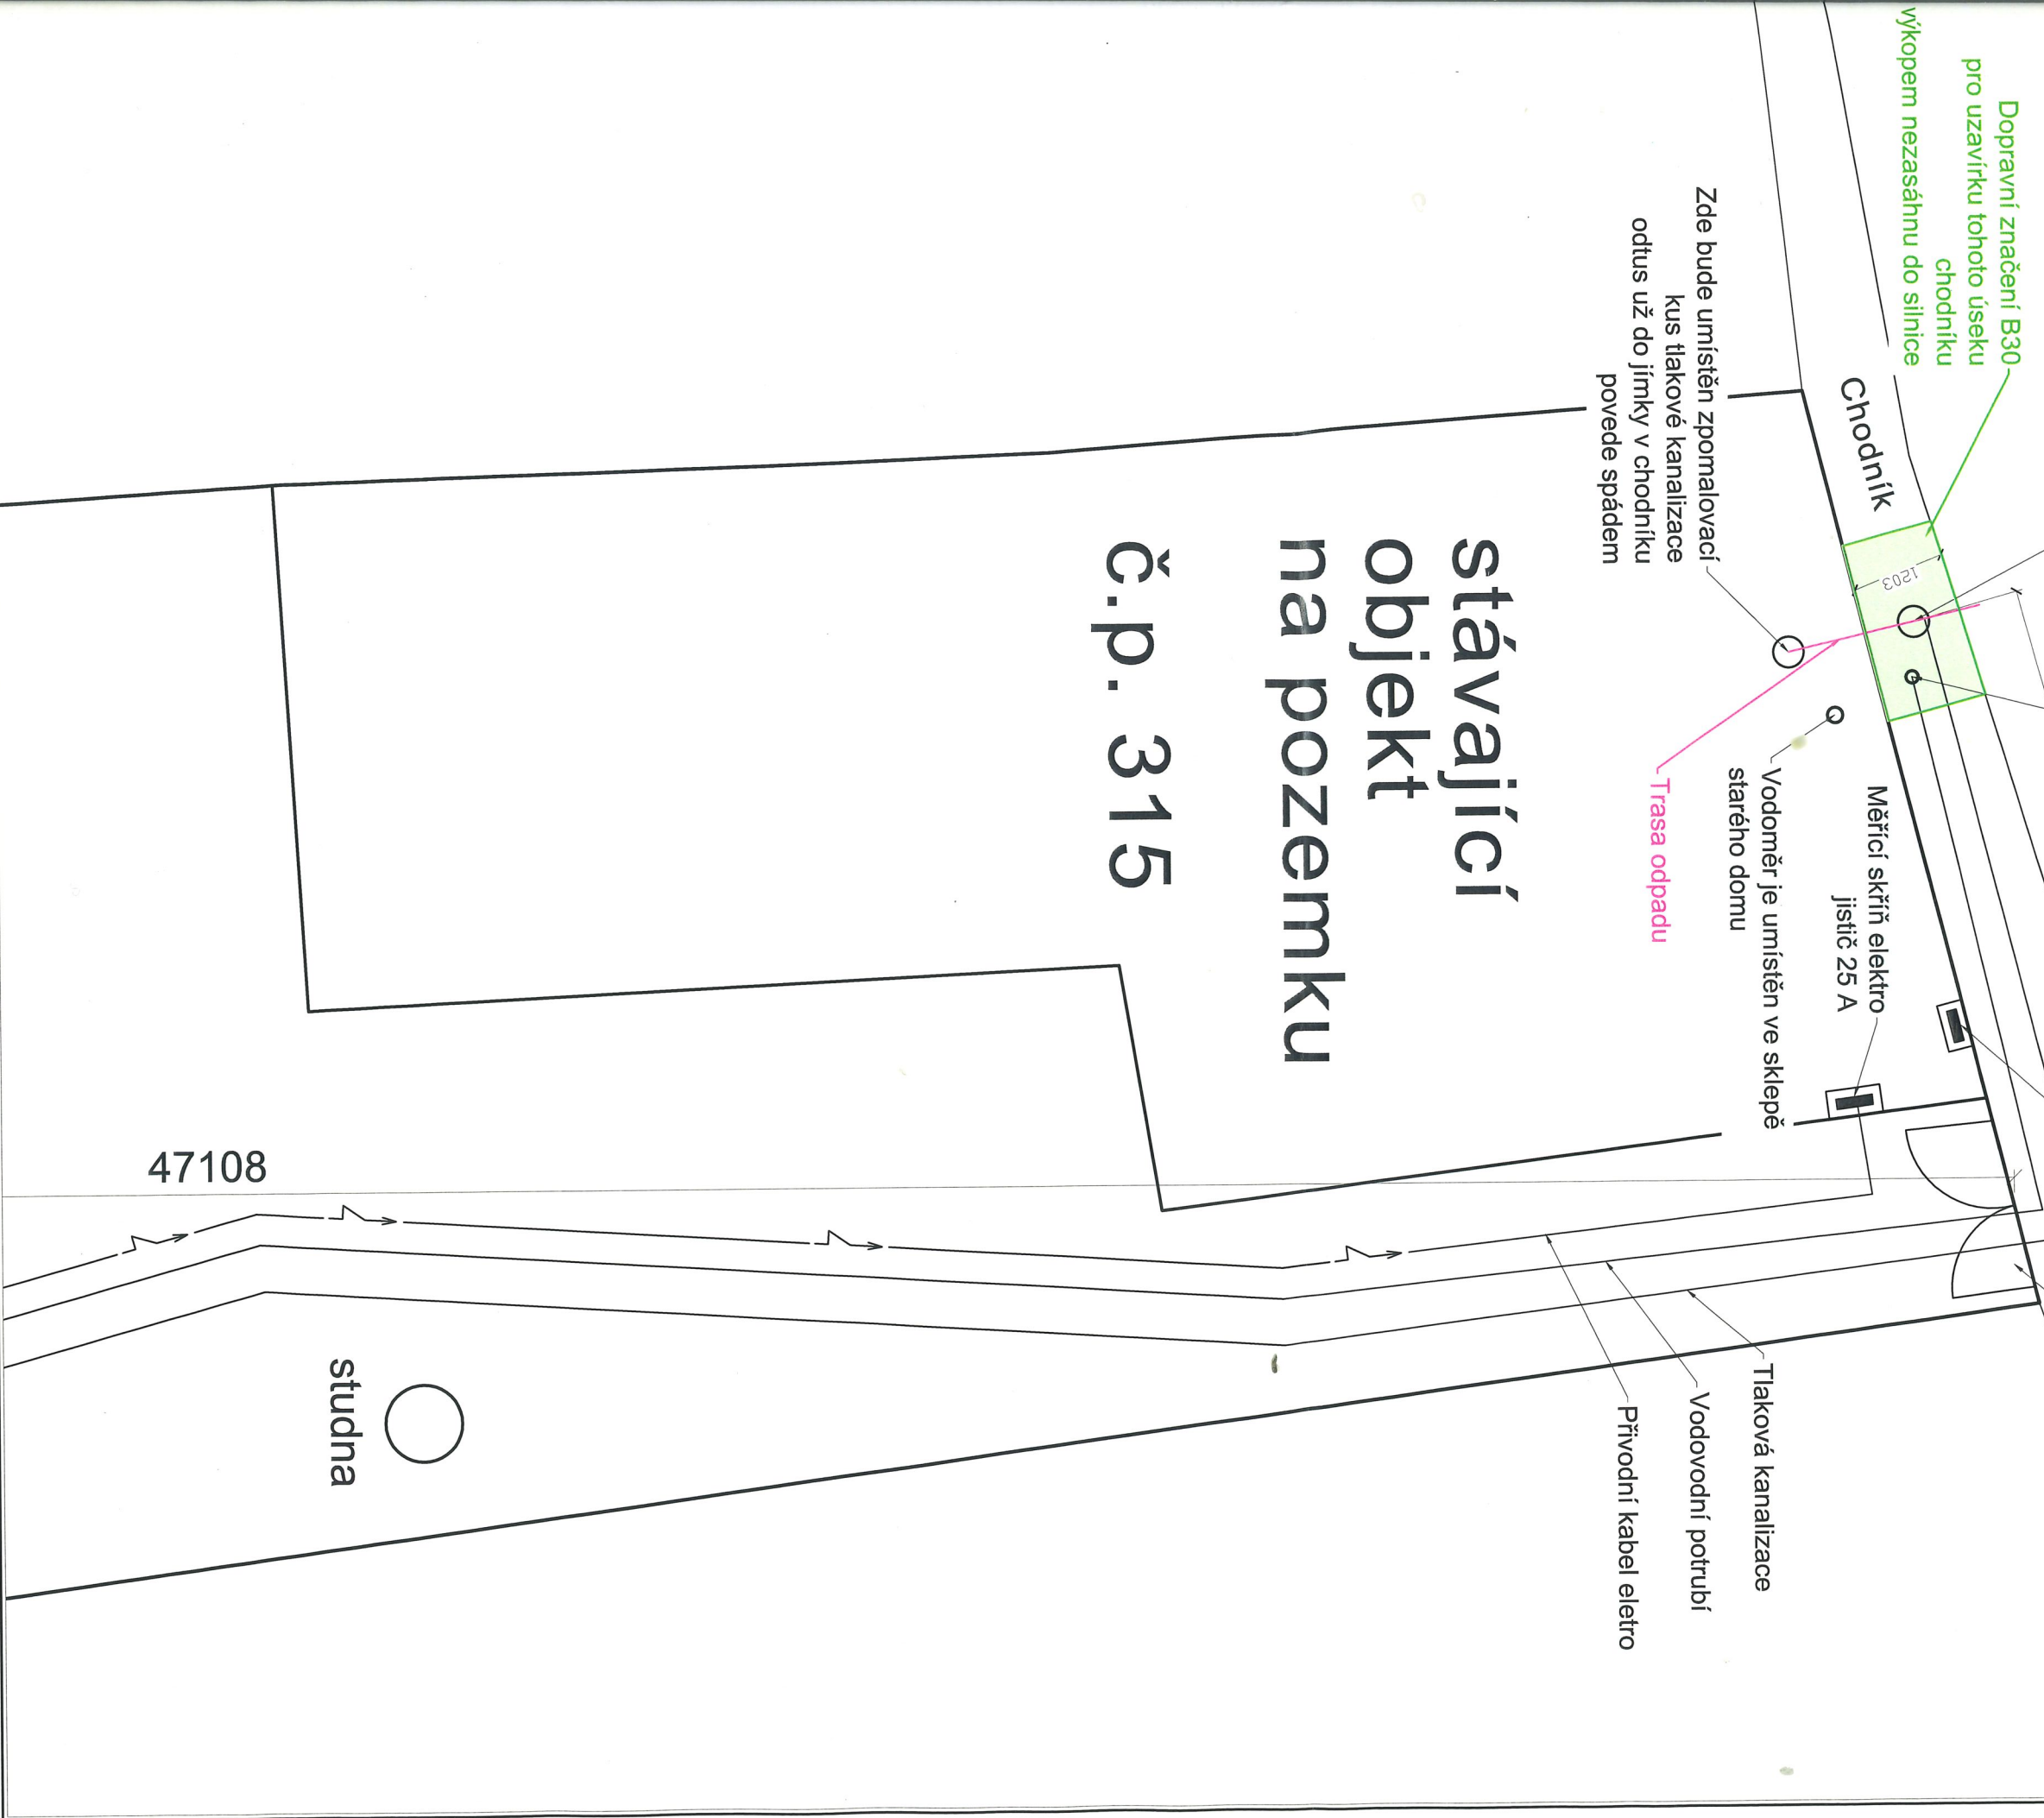 Dopravní značení B30
pro uzavírku tohoto úseku
chodníku
výkopem nezasáhnu do silnice
Chodník
1203
Zde bude umístěn zpomalovací
kus tlakové kanalizace
odtus už do jímky v chodníku
povede spádem
Měřící skříň elektro
jistič 25 A
Vodoměr je umístěn ve sklepě
starého domu
Trasa odpadu
stávající
objekt
na pozemku
č.p. 315
Tlaková kanalizace
Vodovodní potrubí
Přivodní kabel eletro
studna
47108